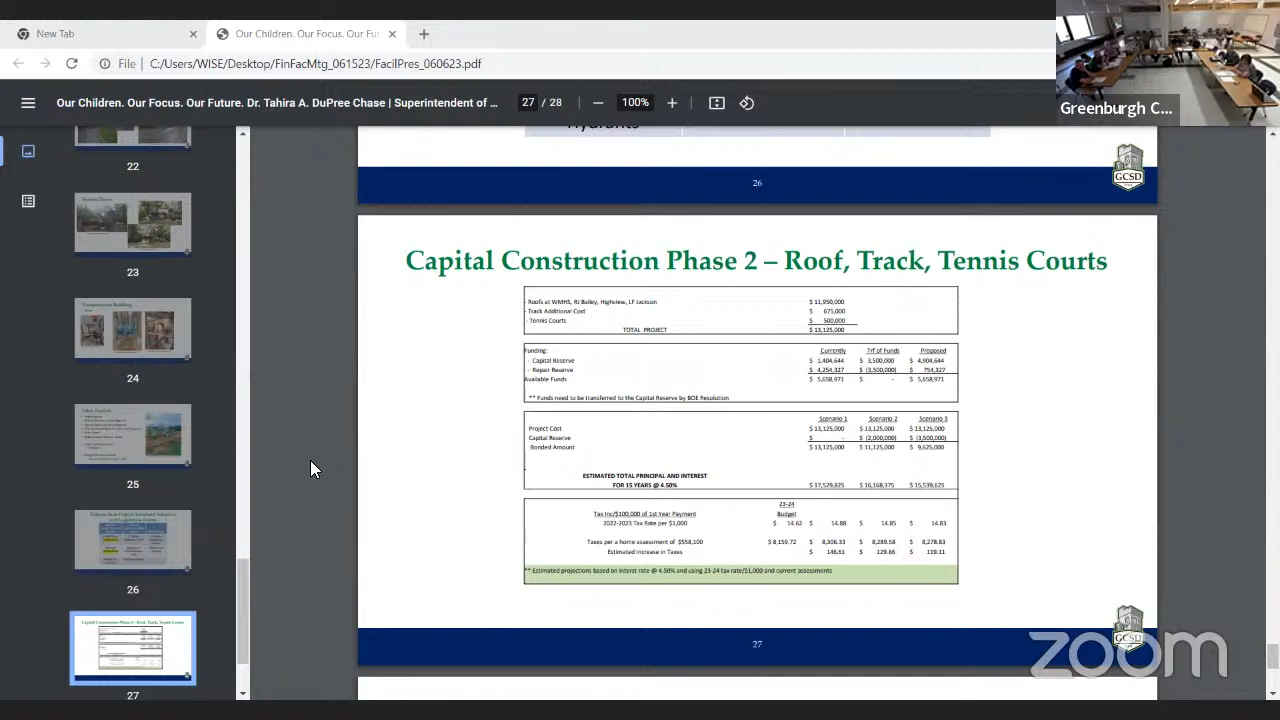 New Tab
Our Children. Our Focus. Our Fut
File | C:/Users/WISE/Desktop/FinFacMtg_061523/FacilPres_060623.pdf
Greenburgh C...
Our Children. Our Focus. Our Future. Dr. Tahira A. DuPree Chase | Superintendent of ...
27 / 28
100%
22
23
24
25
26
27
Hydrants
26
GCSD
Capital Construction Phase 2 – Roof, Track, Tennis Courts
- Roofs at WMHS, RJ Bailey, Highview, LF Jackson $ 11,950,000
- Track Additional Cost $ 675,000
- Tennis Courts $ 500,000
TOTAL PROJECT $ 13,125,000
Funding: Currently Trf of Funds Proposed
- Capital Reserve $ 1,404,644 $ 3,500,000 $ 4,904,644
- Repair Reserve $ 4,254,327 $ (3,500,000) $ 754,327
Available Funds $ 5,658,971 $ - $ 5,658,971
** Funds need to be transferred to the Capital Reserve by BOE Resolution
Scenario 1 Scenario 2 Scenario 3
Project Cost $ 13,125,000 $ 13,125,000 $ 13,125,000
Capital Reserve $ - $ (2,000,000) $ (3,500,000)
Bonded Amount $ 13,125,000 $ 11,125,000 $ 9,625,000
ESTIMATED TOTAL PRINCIPAL AND INTEREST
FOR 15 YEARS @ 4.50% $ 17,529,825 $ 16,168,375 $ 15,539,625
23-24
Tax Inc/$100,000 of 1st Year Payment Budget
2022-2023 Tax Rate per $1,000 $ 14.62 $ 14.88 $ 14.85 $ 14.83
Taxes per a home assessment of $558,100 $ 8,159.72 $ 8,306.33 $ 8,289.58 $ 8,278.83
Estimated Increase in Taxes $ 146.61 $ 129.86 $ 119.11
** Estimated projections based on interst rate @ 4.50% and using 23-24 tax rate/$1,000 and current assessments
27
GCSD
zoom